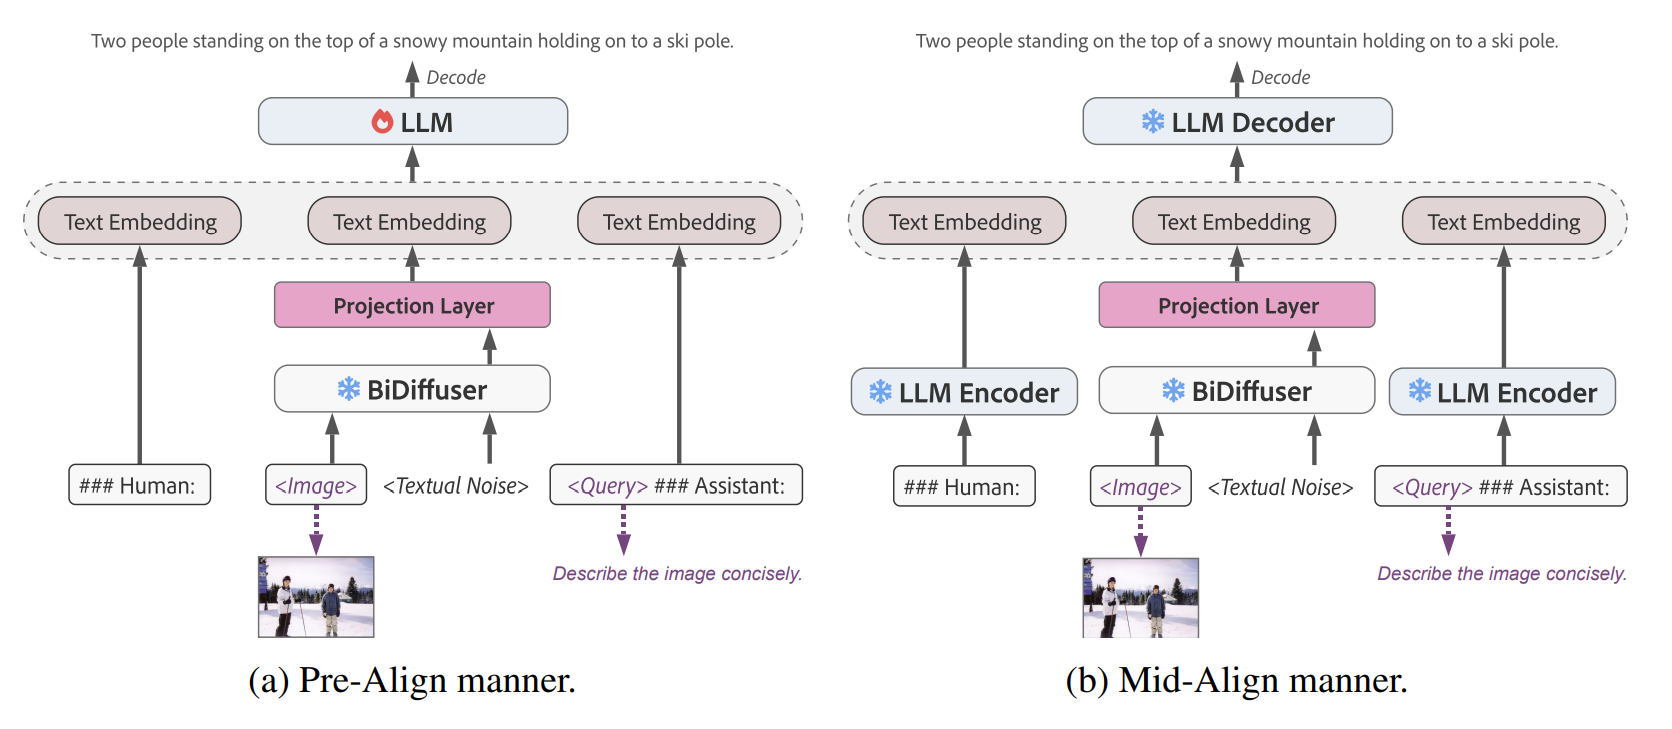 Two people standing on the top of a snowy mountain holding on to a ski pole.
Decode
LLM
Text Embedding
Text Embedding
Text Embedding
Projection Layer
BiDiffuser
### Human:
<Image>
<Textual Noise>
<Query> ### Assistant:
Describe the image concisely.
(a) Pre-Align manner.
Two people standing on the top of a snowy mountain holding on to a ski pole.
Decode
LLM Decoder
Text Embedding
Text Embedding
Text Embedding
Projection Layer
LLM Encoder
BiDiffuser
LLM Encoder
### Human:
<Image>
<Textual Noise>
<Query> ### Assistant:
Describe the image concisely.
(b) Mid-Align manner.